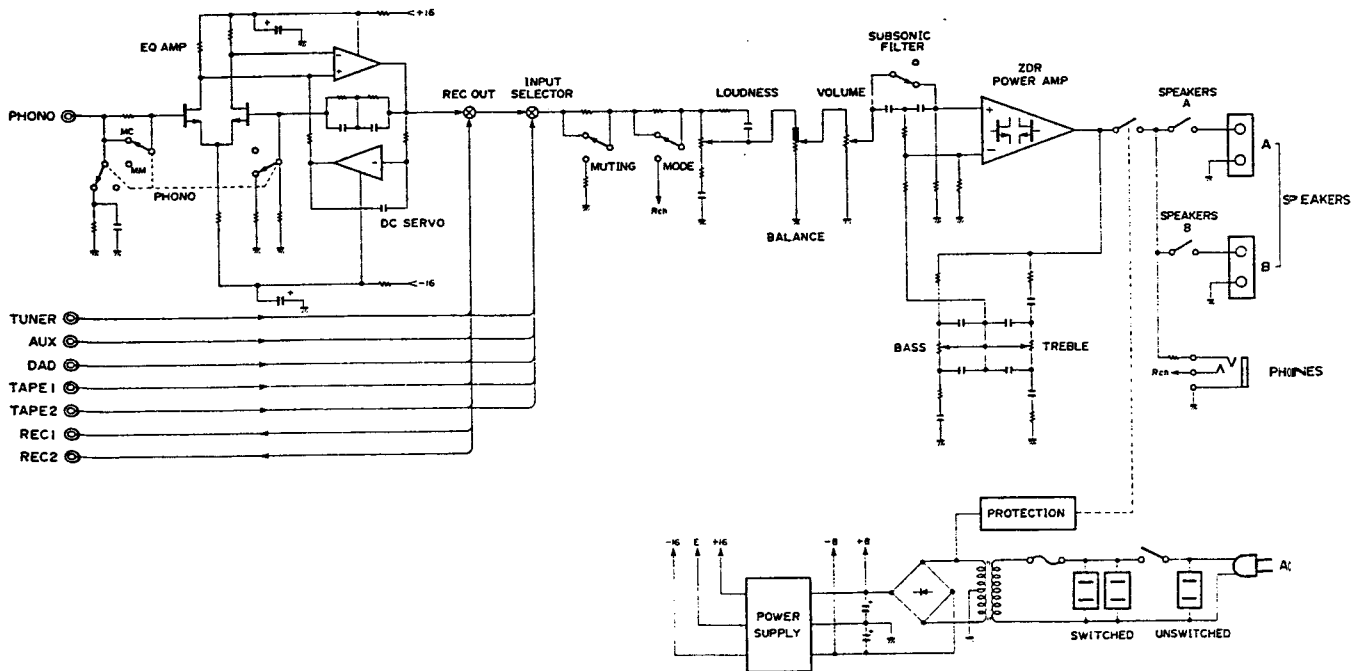 +16
EQ AMP
+
−
+
PHONO
MC
MM
PHONO
−
DC SERVO
−16
+
REC OUT
INPUT
SELECTOR
MUTING
MODE
Rch
LOUDNESS
BALANCE
VOLUME
SUBSONIC
FILTER
ZDR
POWER AMP
+
−
BASS
TREBLE
SPEAKERS
A
A
SPEAKERS
SPEAKERS
B
B
Rch
PHONES
TUNER
AUX
DAD
TAPE1
TAPE2
REC1
REC2
PROTECTION
-16
E
+16
-B
+B
POWER
SUPPLY
+
+
SWITCHED
UNSWITCHED